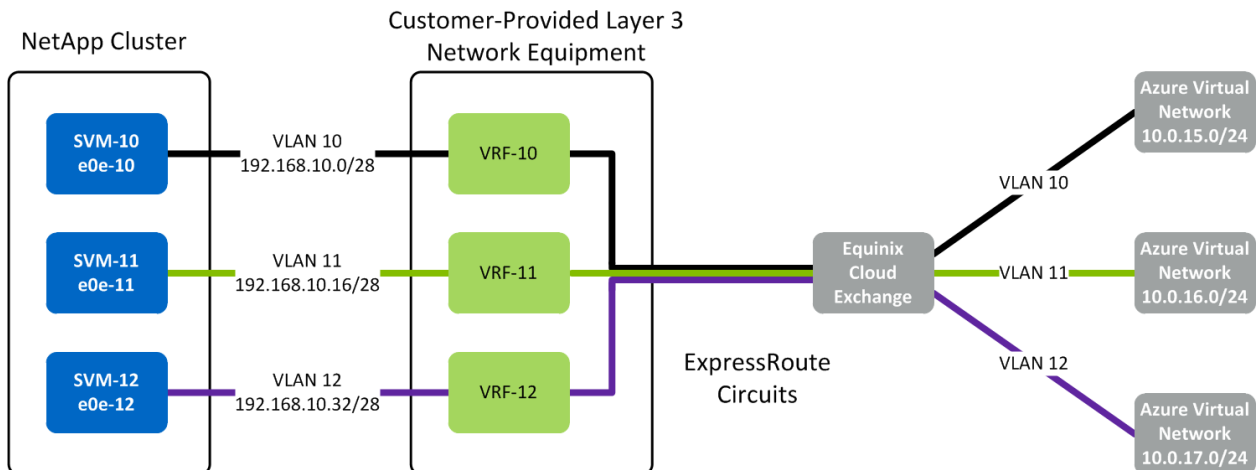 NetApp Cluster
Customer-Provided Layer 3
Network Equipment
SVM-10
e0e-10
VLAN 10
192.168.10.0/28
VRF-10
Azure Virtual
Network
10.0.15.0/24
VLAN 10
SVM-11
e0e-11
VLAN 11
192.168.10.16/28
VRF-11
Equinix
Cloud
Exchange
VLAN 11
Azure Virtual
Network
10.0.16.0/24
SVM-12
e0e-12
VLAN 12
192.168.10.32/28
VRF-12
ExpressRoute
Circuits
VLAN 12
Azure Virtual
Network
10.0.17.0/24